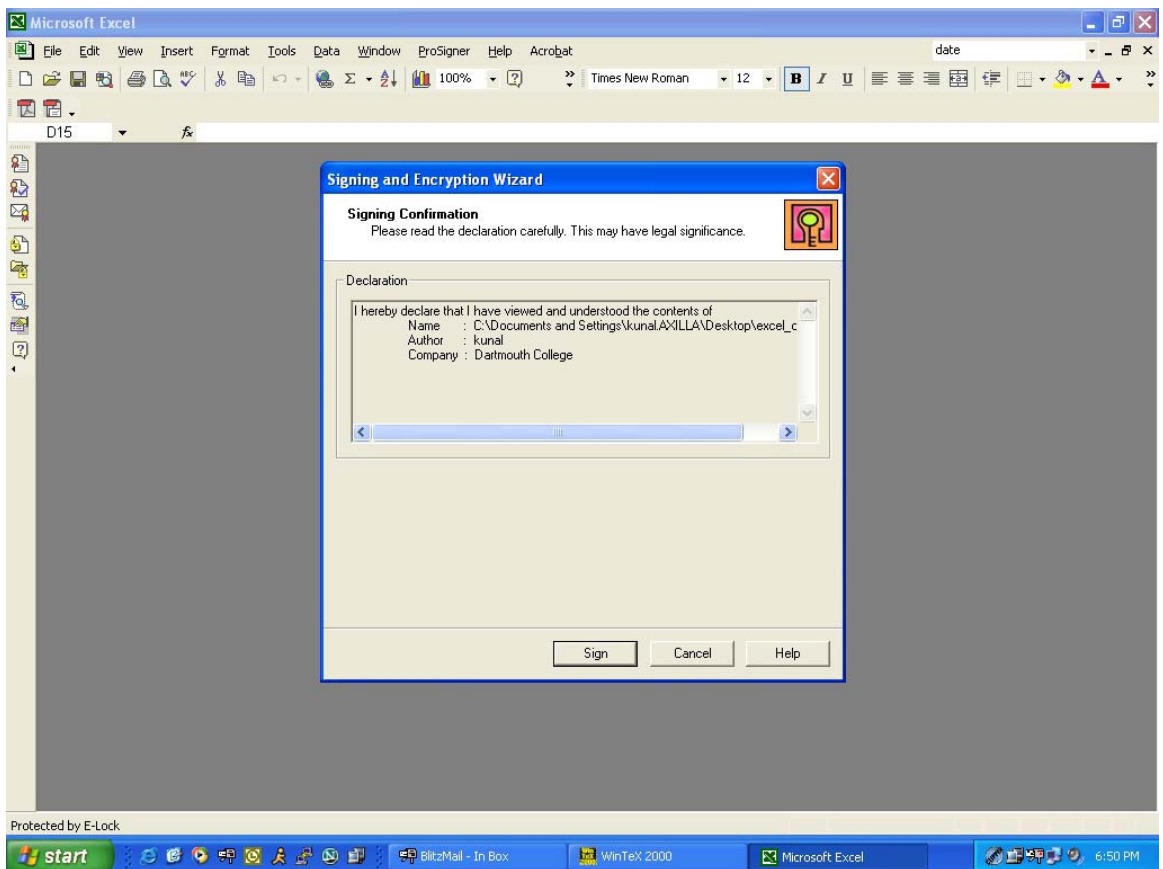 Microsoft Excel
File Edit View Insert Format Tools Data Window ProSigner Help Acrobat date
ABC Σ 100% Times New Roman 12 B I U A
D15 fx
Signing and Encryption Wizard
Signing Confirmation
Please read the declaration carefully. This may have legal significance.
Declaration
I hereby declare that I have viewed and understood the contents of
Name : C:\Documents and Settings\kunal.AXILLA\Desktop\excel_c
Author : kunal
Company : Dartmouth College
Sign Cancel Help
Protected by E-Lock
start BlitzMail - In Box WinTeX 2000 Microsoft Excel 6:50 PM